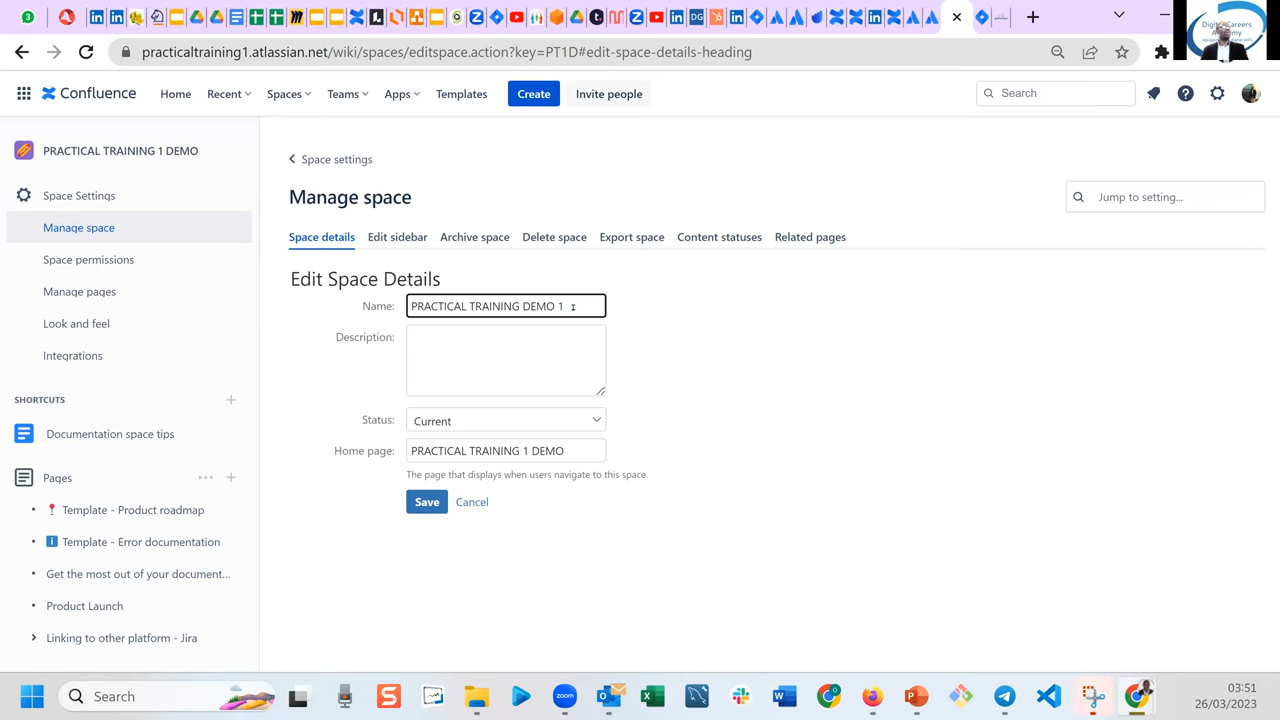 Digital Careers
Academy
practicaltraining1.atlassian.net/wiki/spaces/editspace.action?key=PT1D#edit-space-details-heading
Confluence
Home
Recent
Spaces
Teams
Apps
Templates
Create
Invite people
Search
PRACTICAL TRAINING 1 DEMO
Space Settings
Manage space
Space permissions
Manage pages
Look and feel
Integrations
SHORTCUTS
Documentation space tips
Pages
Template - Product roadmap
Template - Error documentation
Get the most out of your document...
Product Launch
Linking to other platform - Jira
Space settings
Manage space
Jump to setting...
Space details
Edit sidebar
Archive space
Delete space
Export space
Content statuses
Related pages
Edit Space Details
Name: PRACTICAL TRAINING DEMO 1
Description:
Status: Current
Home page: PRACTICAL TRAINING 1 DEMO
The page that displays when users navigate to this space.
Save
Cancel
Search
zoom
03:51
26/03/2023